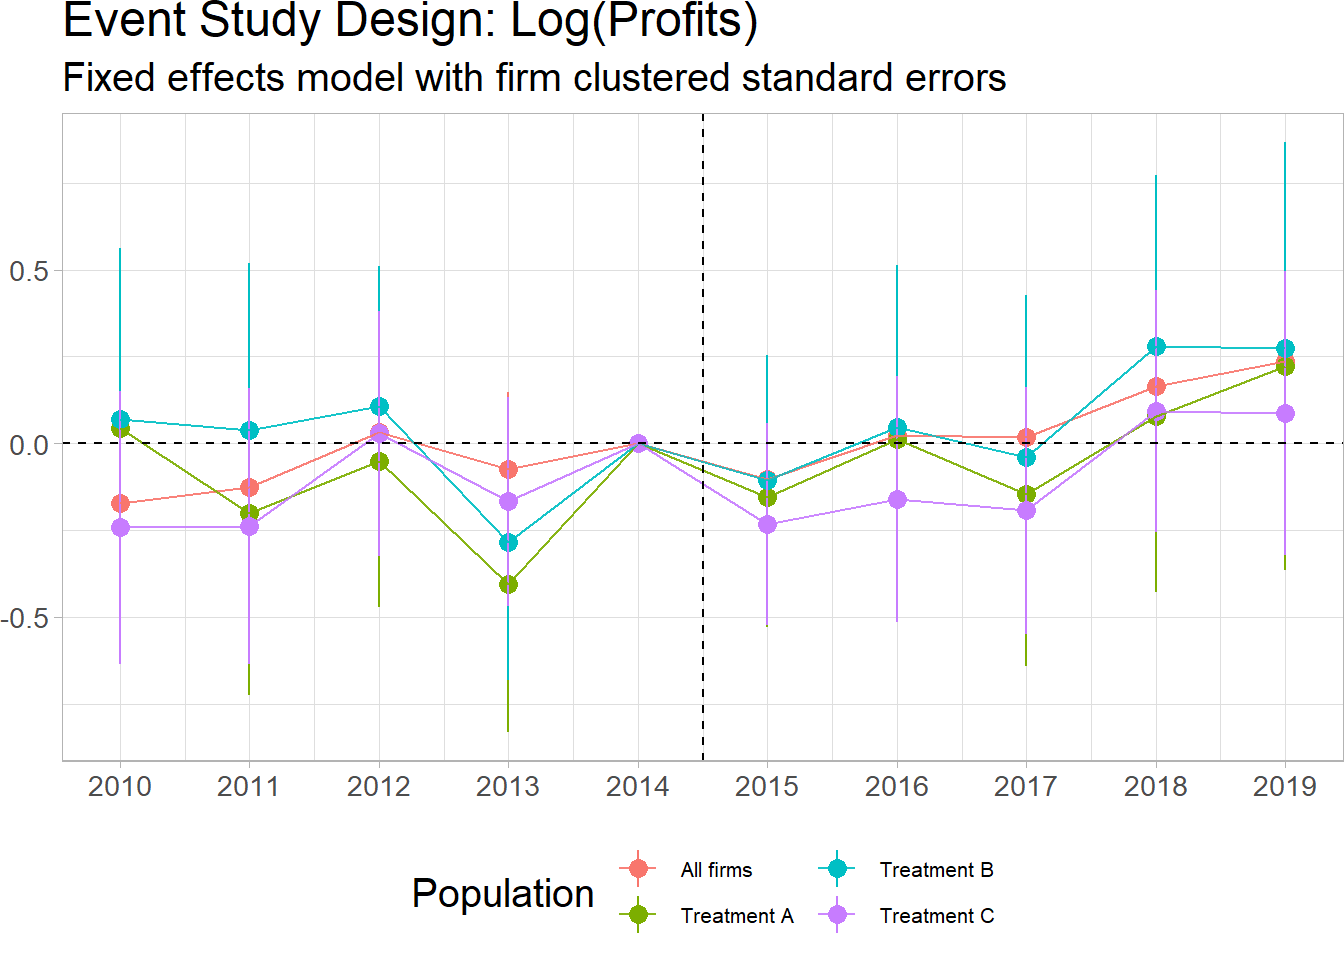 Event Study Design: Log(Profits)
Fixed effects model with firm clustered standard errors
0.5
0.0
-0.5
2010 2011 2012 2013 2014 2015 2016 2017 2018 2019
Population
All firms
Treatment A
Treatment B
Treatment C